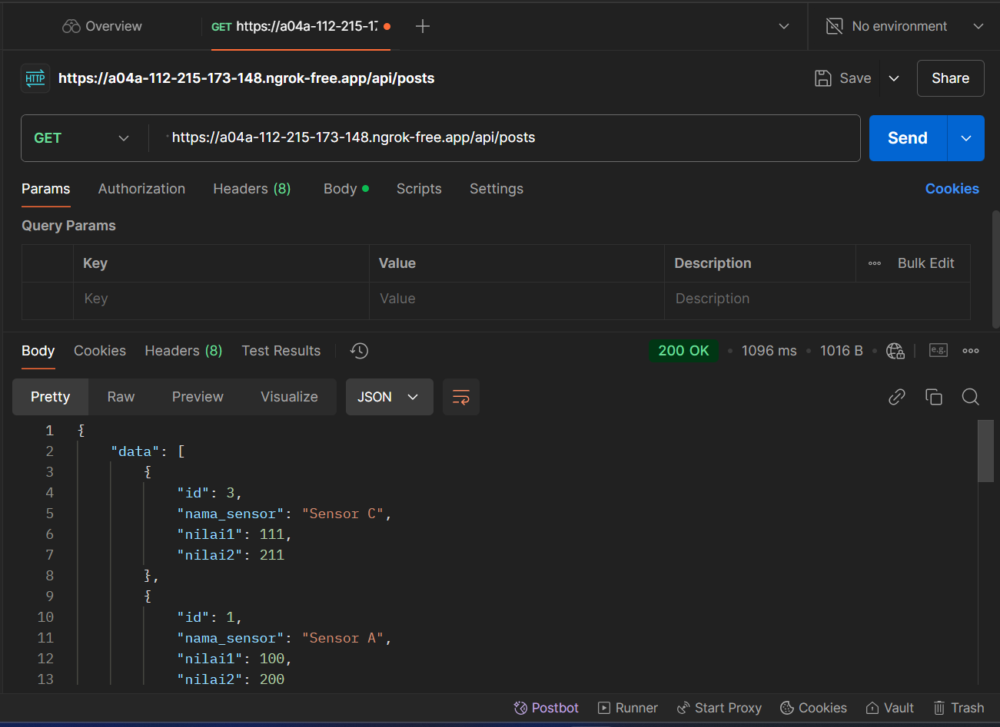 Overview
GET https://a04a-112-215-17
No environment
HTTP https://a04a-112-215-173-148.ngrok-free.app/api/posts
Save
Share
GET https://a04a-112-215-173-148.ngrok-free.app/api/posts
Send
Params Authorization Headers (8) Body Scripts Settings Cookies
Query Params
Key Value Description Bulk Edit
Key Value Description
Body Cookies Headers (8) Test Results 200 OK 1096 ms 1016 B e.g.
Pretty Raw Preview Visualize JSON
1 {
2 "data": [
3 {
4 "id": 3,
5 "nama_sensor": "Sensor C",
6 "nilai1": 111,
7 "nilai2": 211
8 },
9 {
10 "id": 1,
11 "nama_sensor": "Sensor A",
12 "nilai1": 100,
13 "nilai2": 200
Postbot Runner Start Proxy Cookies Vault Trash